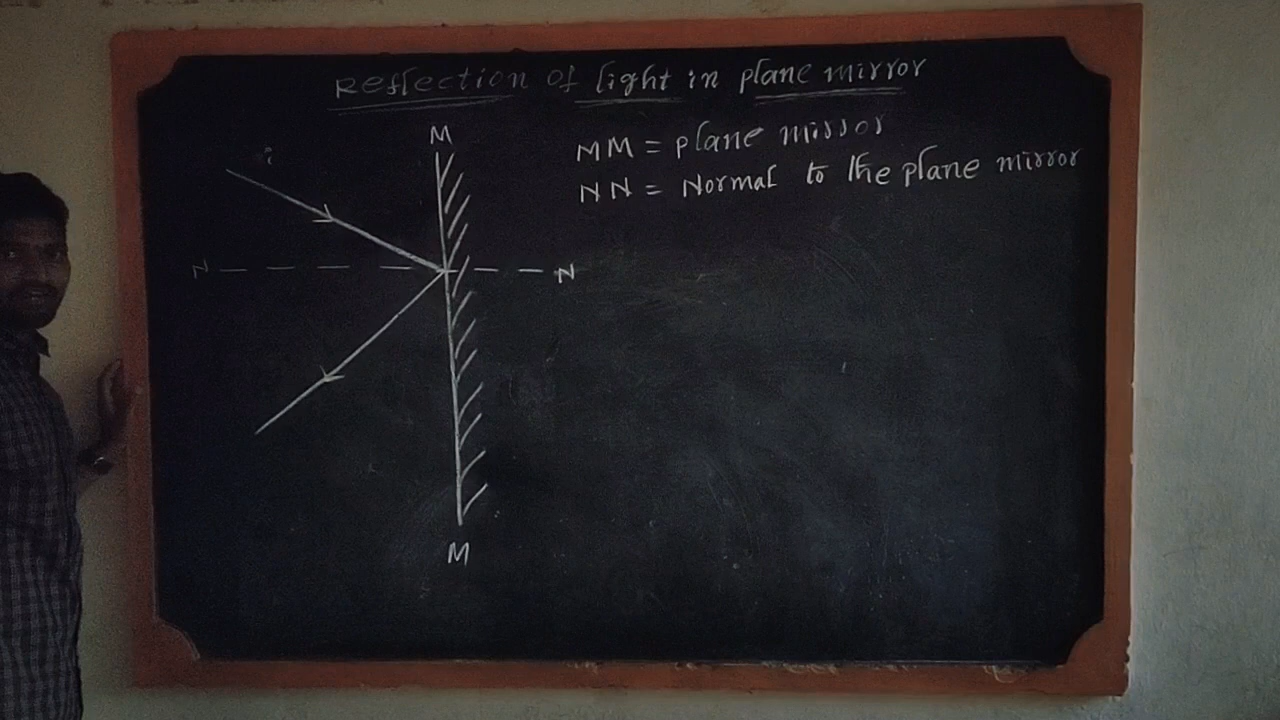 Reflection of light in plane mirror
M
MM = plane mirror
NN = Normal to the plane mirror
i
N
N
M